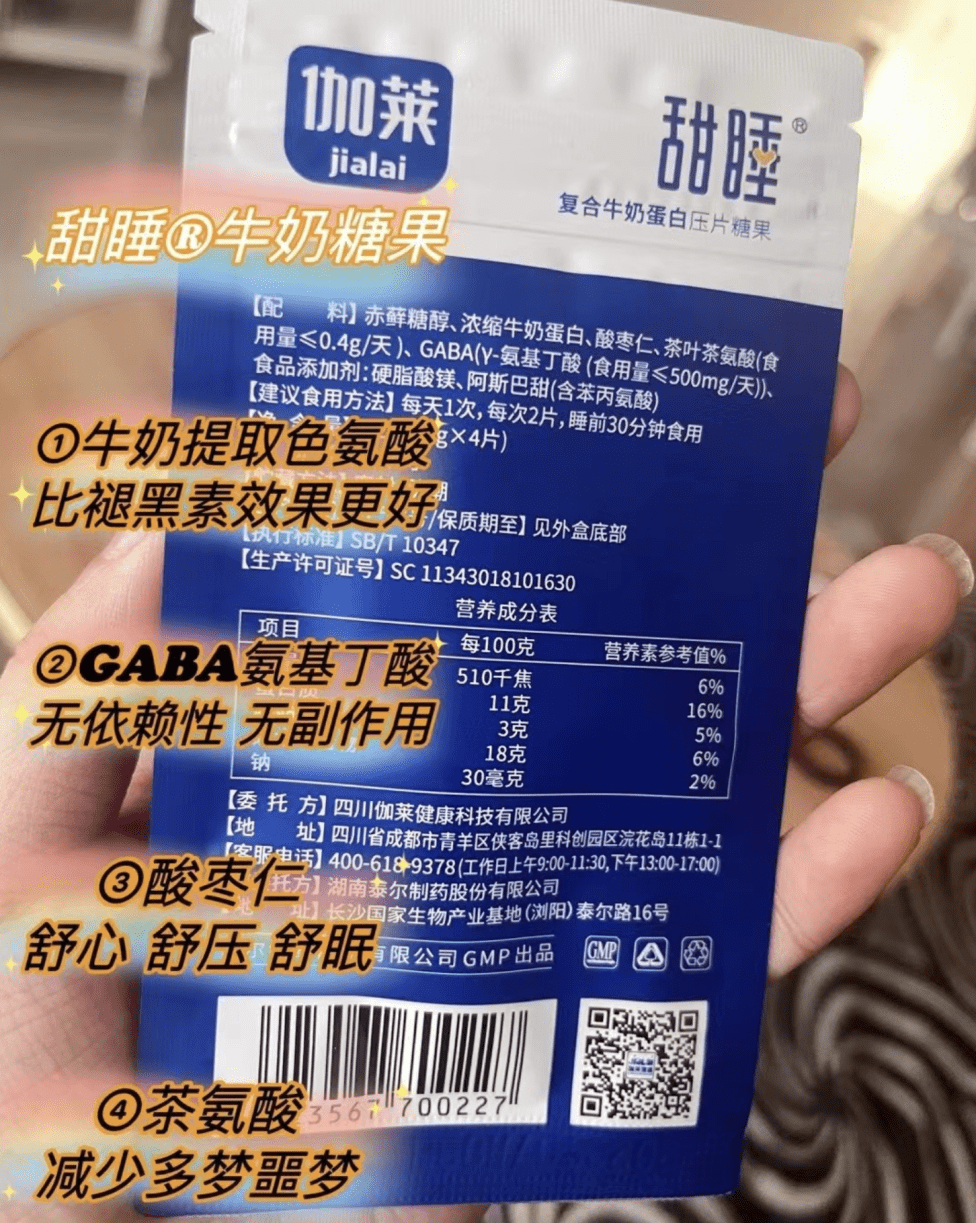 伽莱
jialai
甜睡®
复合牛奶蛋白压片糖果
甜睡®牛奶糖果
【配 料】赤藓糖醇、浓缩牛奶蛋白、酸枣仁、茶叶茶氨酸(食
用量≤0.4g/天)、GABA(γ-氨基丁酸 (食用量≤500mg/天))、
食品添加剂:硬脂酸镁、阿斯巴甜(含苯丙氨酸)
【建议食用方法】每天1次,每次2片,睡前30分钟食用
g×4片)
①牛奶提取色氨酸
比褪黑素效果更好
/保质期至】见外盒底部
【执行标准】SB/T 10347
【生产许可证号】SC 11343018101630
营养成分表
项目 每100克 营养素参考值%
510千焦 6%
11克 16%
3克 5%
18克 6%
钠 30毫克 2%
②GABA氨基丁酸
无依赖性 无副作用
【委 托 方】四川伽莱健康科技有限公司
【地 址】四川省成都市青羊区侠客岛里科创园区浣花岛11栋1-1
【客服电话】400-618-9378(工作日上午9:00-11:30,下午13:00-17:00)
托方】湖南泰尔制药股份有限公司
址】长沙国家生物产业基地(浏阳)泰尔路16号
③酸枣仁
舒心 舒压 舒眠
有限公司GMP出品
GMP
3567 700227
④茶氨酸
减少多梦噩梦